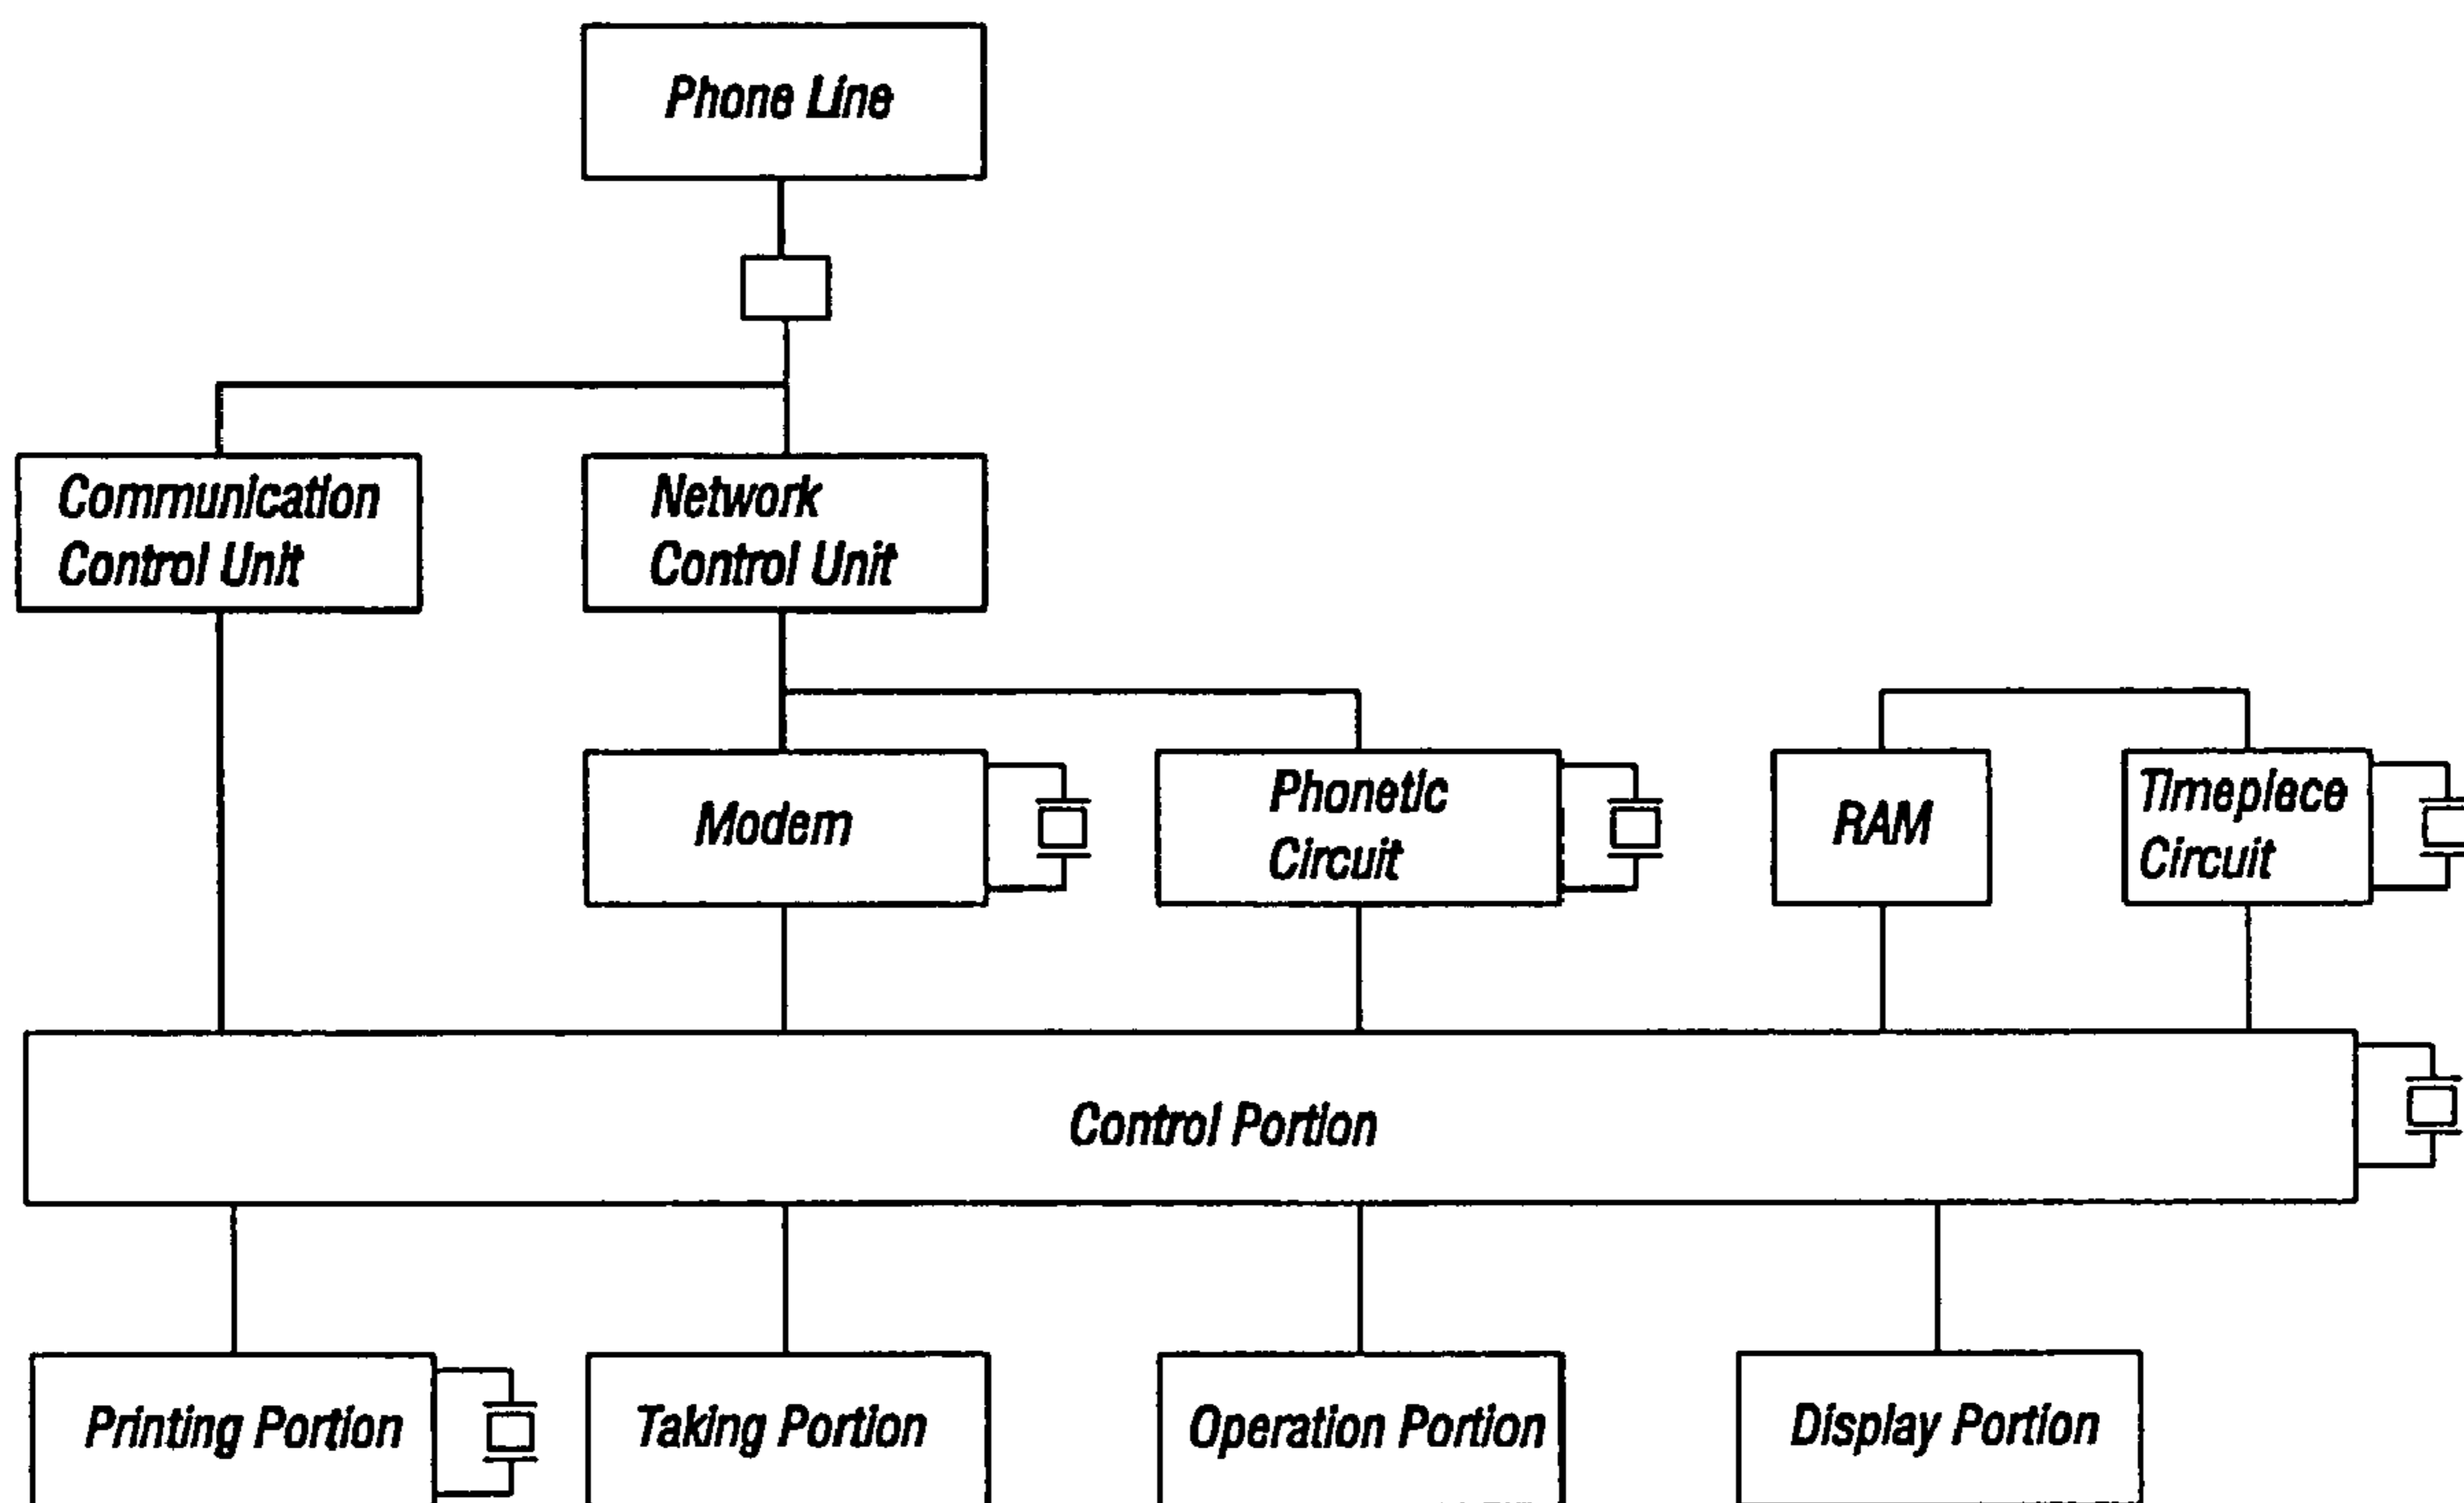 Phone Line
Communication
Control Unit
Network
Control Unit
Modem
Phonetic
Circuit
RAM
Timepiece
Circuit
Control Portion
Printing Portion
Taking Portion
Operation Portion
Display Portion